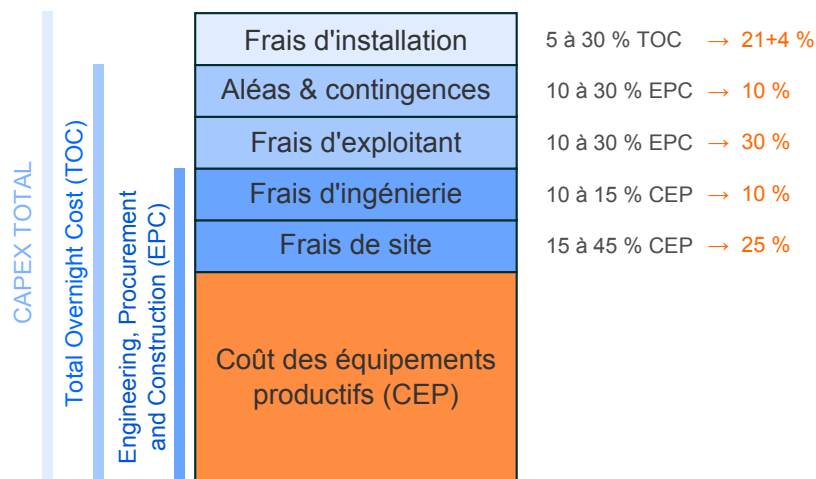 Frais d'installation
5 à 30 % TOC → 21+4 %
Aléas & contingences
10 à 30 % EPC → 10 %
Frais d'exploitant
10 à 30 % EPC → 30 %
Frais d'ingénierie
10 à 15 % CEP → 10 %
Frais de site
15 à 45 % CEP → 25 %
Coût des équipements
productifs (CEP)
CAPEX TOTAL
Total Overnight Cost (TOC)
Engineering, Procurement
and Construction (EPC)